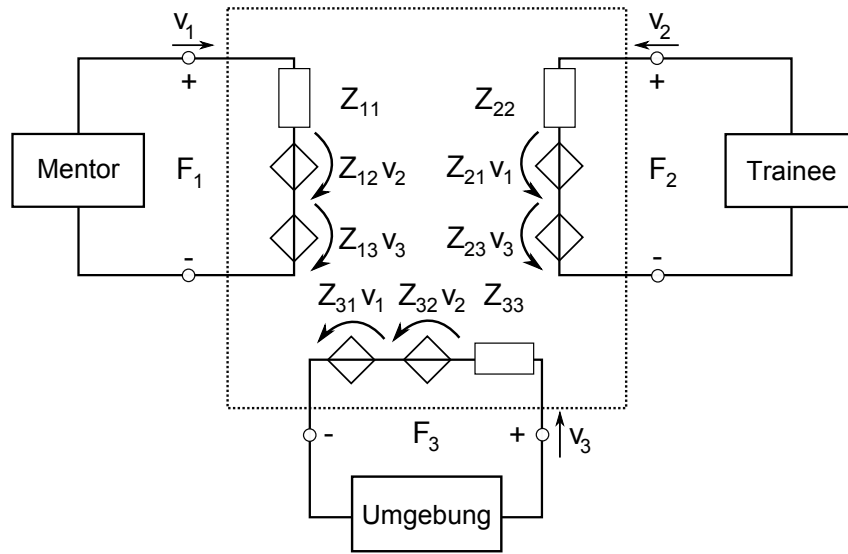 v1
v2
+
+
Z11
Z22
Mentor
F1
Z12 v2
Z21 v1
F2
Trainee
Z13 v3
Z23 v3
-
-
Z31 v1
Z32 v2
Z33
-
F3
+
v3
Umgebung